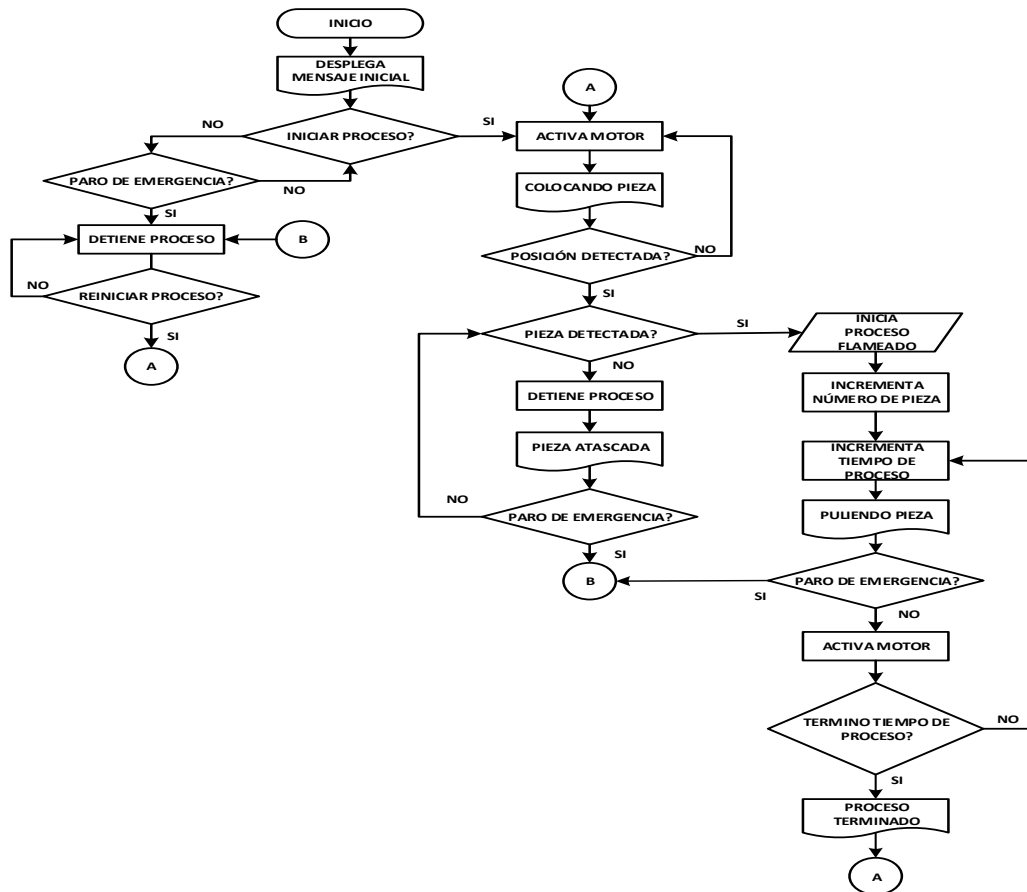 INICIO
DESPLEGA
MENSAJE INICIAL
INICIAR PROCESO?
NO
SI
PARO DE EMERGENCIA?
NO
SI
DETIENE PROCESO
B
REINICIAR PROCESO?
NO
SI
A
A
ACTIVA MOTOR
COLOCANDO PIEZA
POSICIÓN DETECTADA?
NO
SI
PIEZA DETECTADA?
SI
NO
DETIENE PROCESO
PIEZA ATASCADA
NO
PARO DE EMERGENCIA?
SI
B
INICIA
PROCESO
FLAMEADO
INCREMENTA
NÚMERO DE PIEZA
INCREMENTA
TIEMPO DE
PROCESO
PULIENDO PIEZA
PARO DE EMERGENCIA?
SI
NO
ACTIVA MOTOR
TERMINO TIEMPO DE
PROCESO?
NO
SI
PROCESO
TERMINADO
A